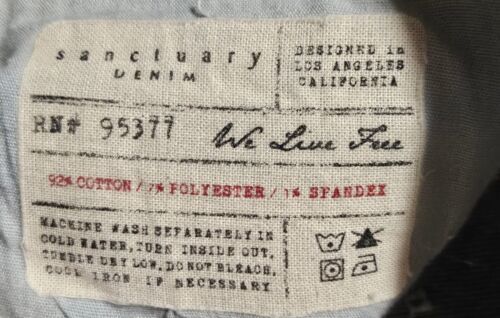 sanctuary
DENIM
DESIGNED in
LOS ANGELES
CALIFORNIA
RN# 95377
We Live Free
92% COTTON / 7% POLYESTER / 1% SPANDEX
MACHINE WASH SEPARATELY IN
COLD WATER, TURN INSIDE OUT.
TUMBLE DRY LOW. DO NOT BLEACH.
COOL IRON IF NECESSARY